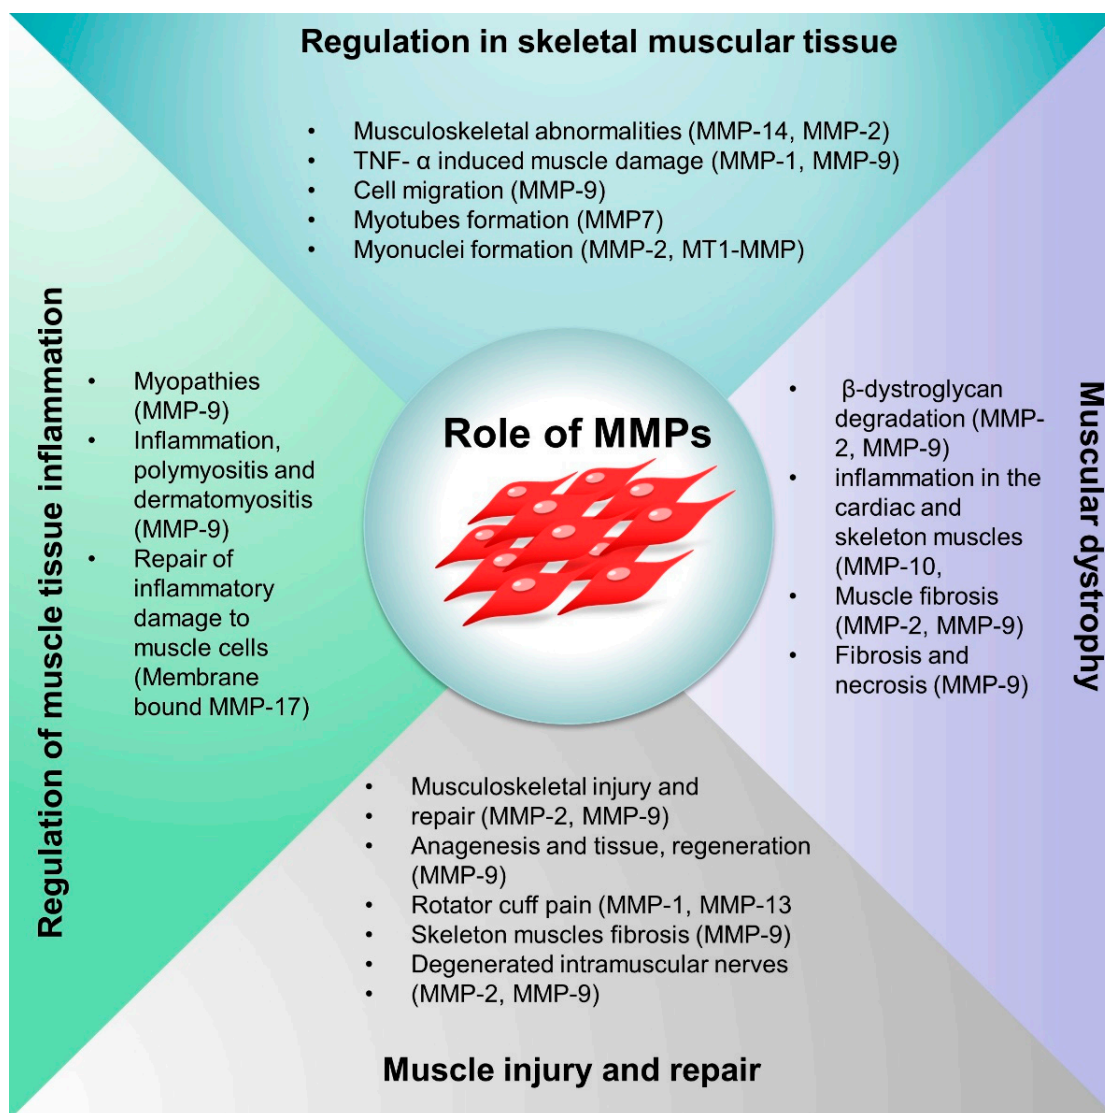 Regulation in skeletal muscular tissue
• Musculoskeletal abnormalities (MMP-14, MMP-2)
• TNF- α induced muscle damage (MMP-1, MMP-9)
• Cell migration (MMP-9)
• Myotubes formation (MMP7)
• Myonuclei formation (MMP-2, MT1-MMP)
Regulation of muscle tissue inflammation
• Myopathies
(MMP-9)
• Inflammation,
polymyositis and
dermatomyositis
(MMP-9)
• Repair of
inflammatory
damage to
muscle cells
(Membrane
bound MMP-17)
Role of MMPs
• β-dystroglycan
degradation (MMP-
2, MMP-9)
• inflammation in the
cardiac and
skeleton muscles
(MMP-10,
• Muscle fibrosis
(MMP-2, MMP-9)
• Fibrosis and
necrosis (MMP-9)
Muscular dystrophy
• Musculoskeletal injury and
• repair (MMP-2, MMP-9)
• Anagenesis and tissue, regeneration
(MMP-9)
• Rotator cuff pain (MMP-1, MMP-13
• Skeleton muscles fibrosis (MMP-9)
• Degenerated intramuscular nerves
• (MMP-2, MMP-9)
Muscle injury and repair